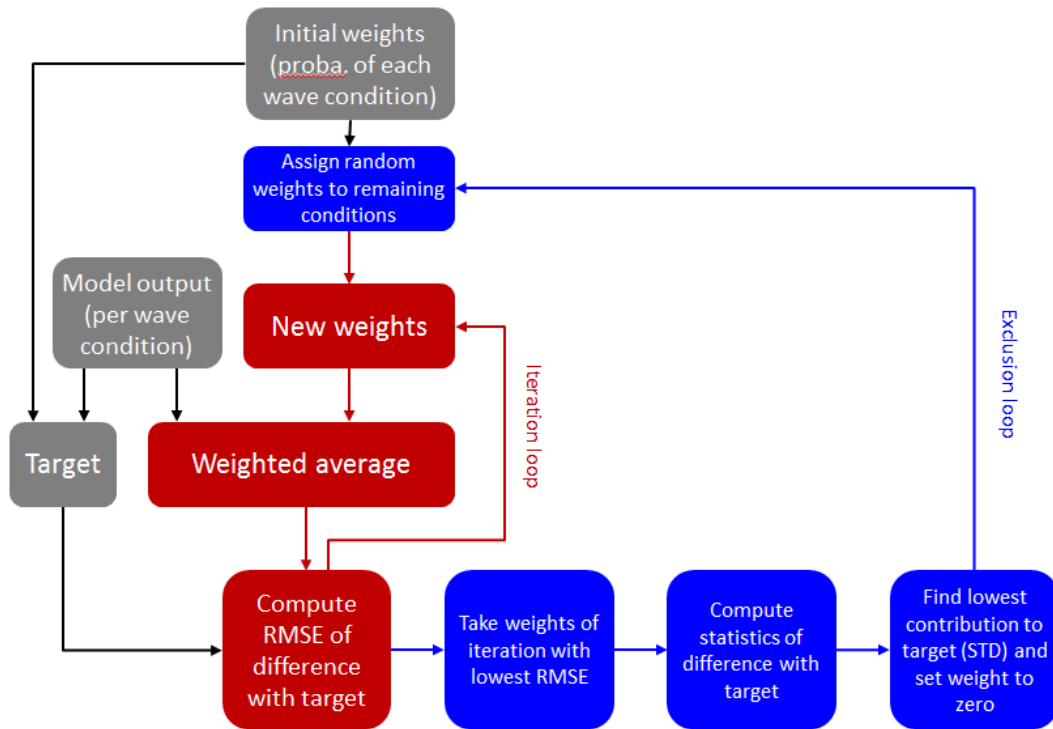 Initial weights
(proba. of each
wave condition)
Assign random
weights to remaining
conditions
Model output
(per wave
condition)
New weights
Exclusion loop
Iteration loop
Target
Weighted average
Compute
RMSE of
difference
with target
Take weights of
iteration with
lowest RMSE
Compute
statistics of
difference with
target
Find lowest
contribution to
target (STD) and
set weight to
zero